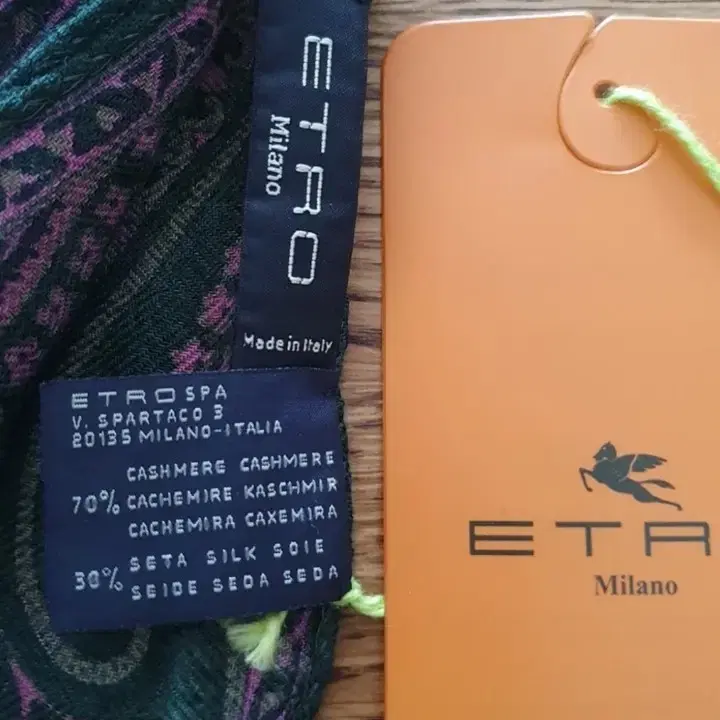 ETRO
Milano
Made in Italy
ETRO SPA
V. SPARTACO 3
20135 MILANO-ITALIA
CASHMERE CASHMERE
70% CACHEMIRE KASCHMIR
CACHEMIRA CAXEMIRA
30% SETA SILK SOIE
SEIDE SEDA SEDA
ETR
Milano